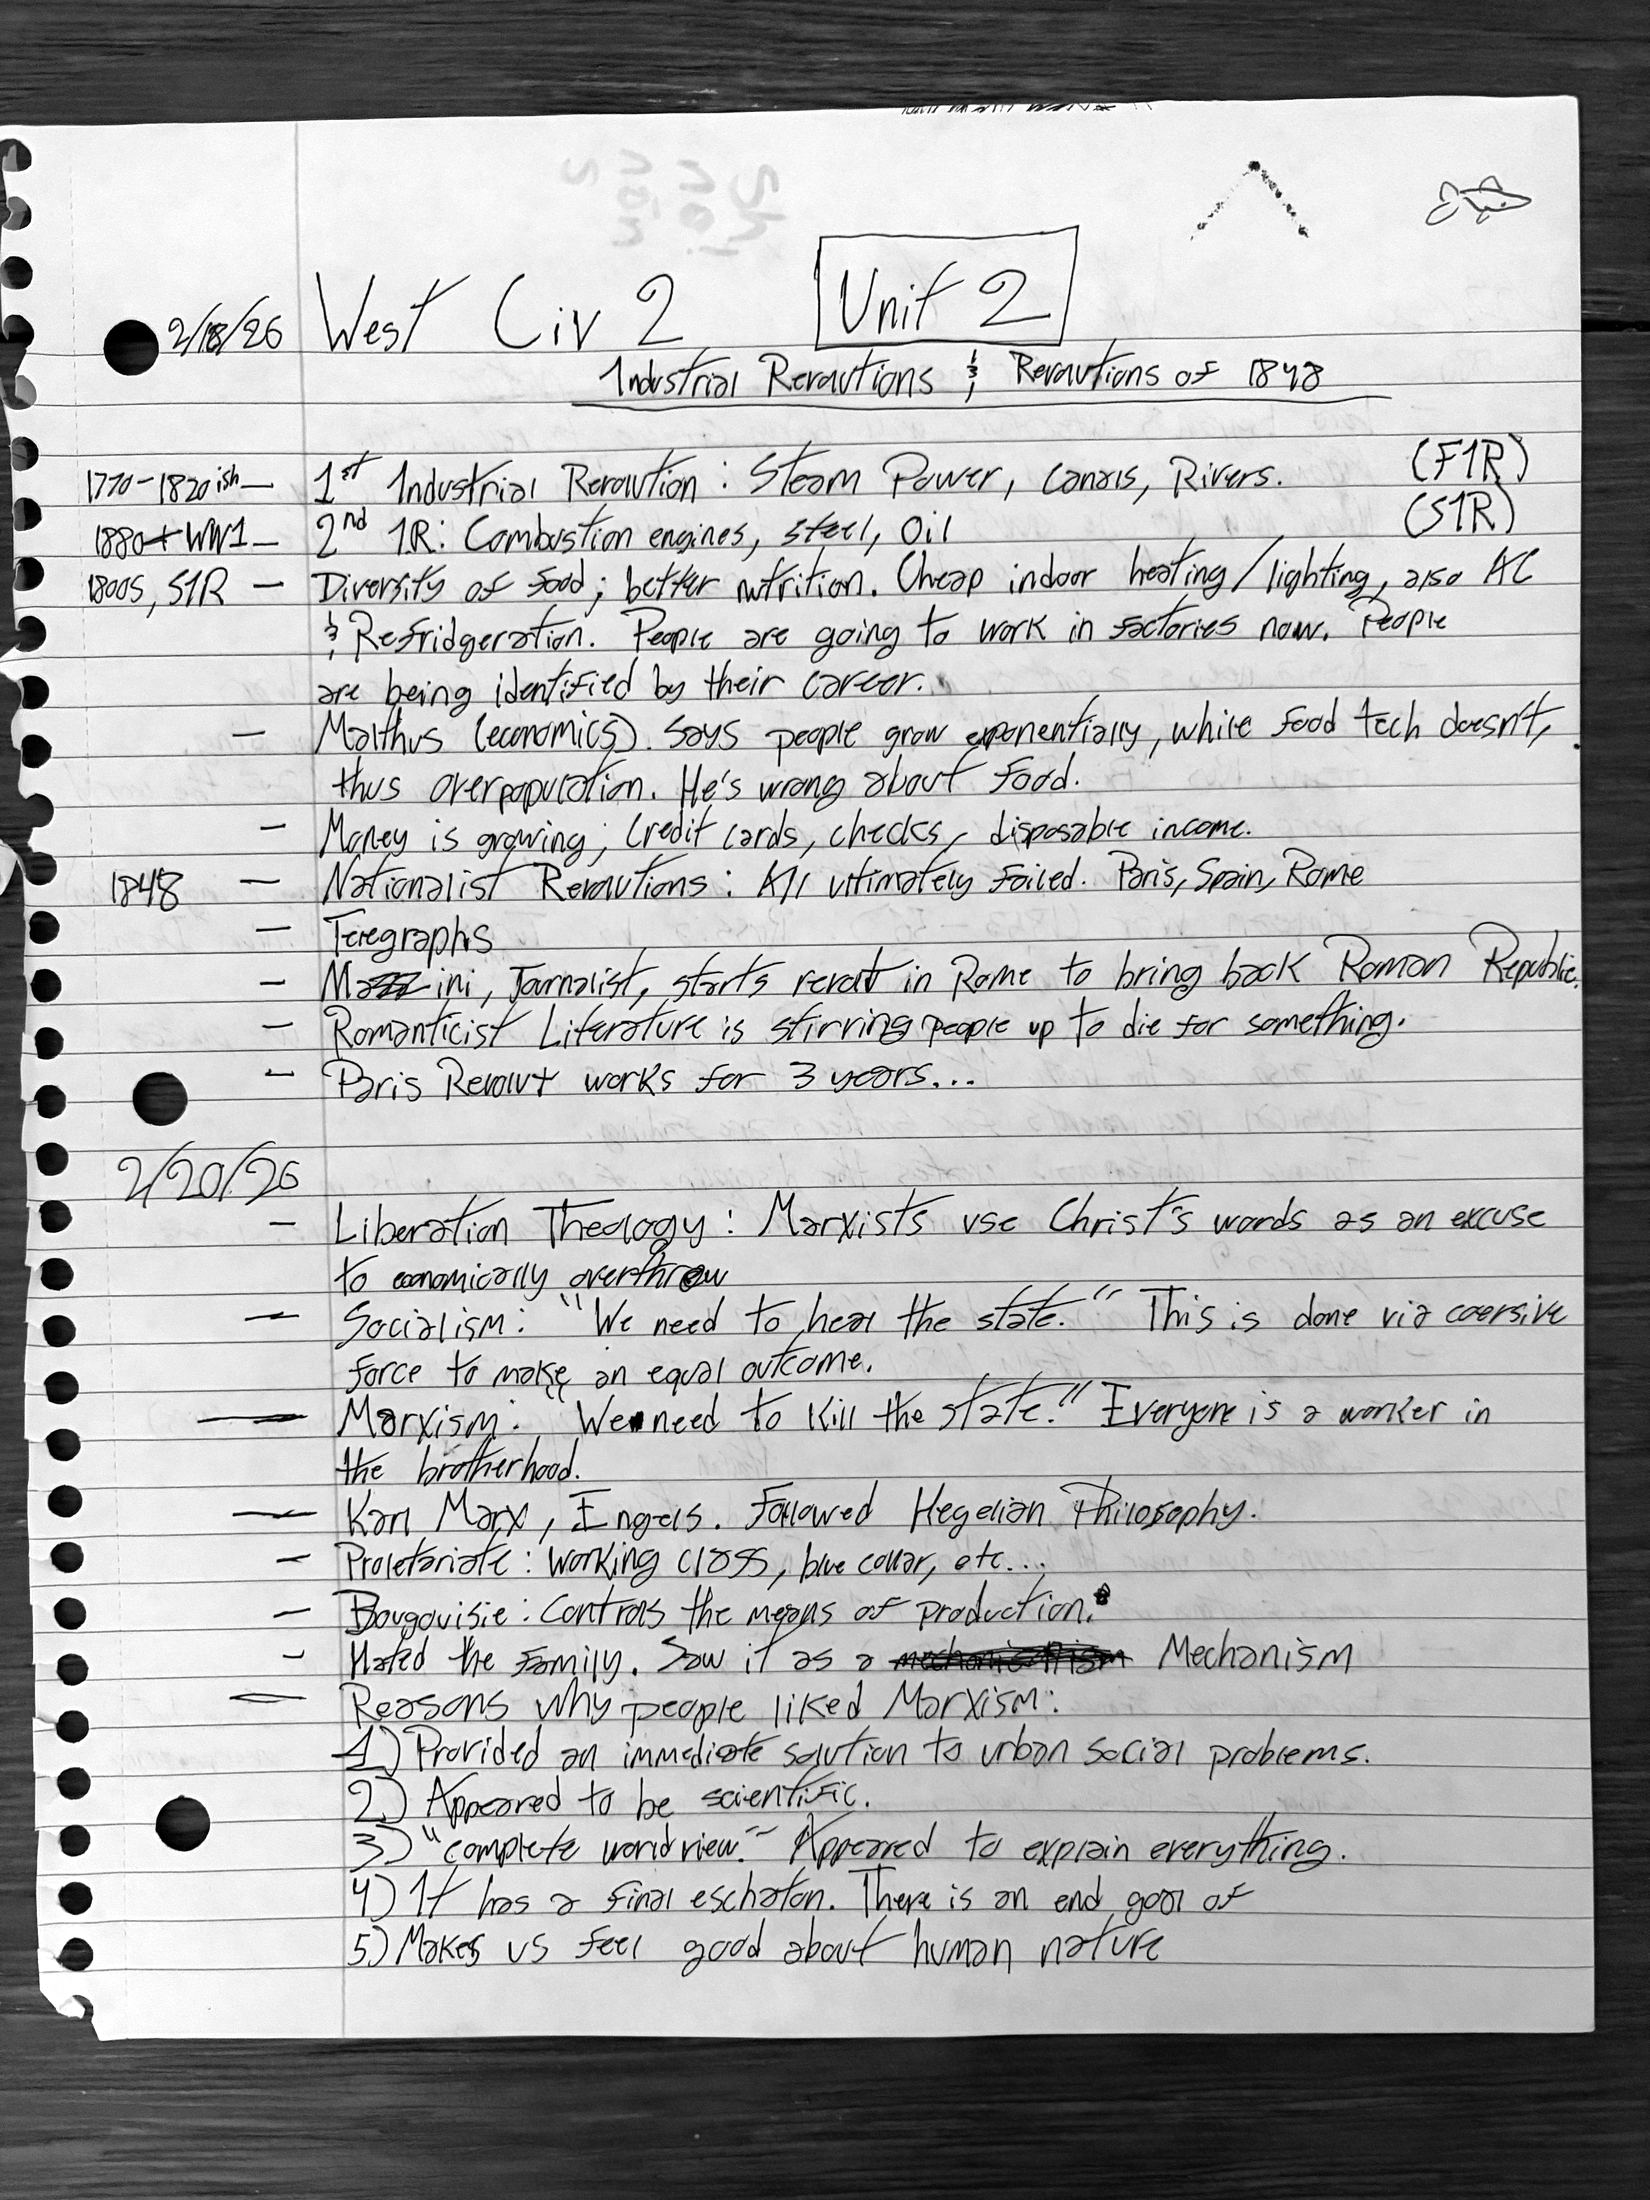 2/18/26 West Civ 2 Unit 2
Industrial Revolutions & Revolutions of 1848
1770-1820ish — 1st Industrial Revolution: Steam Power, Canals, Rivers. (FIR)
1880+WW1 — 2nd IR: Combustion engines, steel, Oil (SIR)
1800s, SIR — Diversity of food; better nutrition. Cheap indoor heating/lighting, also AC
& Refridgeration. People are going to work in factories now. People
are being identified by their career.
— Malthus (economics). Says people grow exponentially, while food tech doesn't,
thus overpopulation. He's wrong about food.
— Money is growing; Credit cards, checks, disposable income.
1848 — Nationalist Revolutions: All ultimately failed. Paris, Spain, Rome
— Telegraphs
— Mazzini, Jarnalist, starts revolt in Rome to bring back Roman Republic.
— Romanticist Literature is stirring people up to die for something.
— Paris Revolut works for 3 years...
2/20/26
— Liberation Theology: Marxists use Christ's words as an excuse
to economically overthrow
— Socialism: "We need to heal the state." This is done via coersive
force to make an equal outcome.
— Marxism: "We need to kill the state." Everyone is a worker in
the brotherhood.
— Karl Marx, Engels. Followed Hegelian Philosophy.
— Proletariate: working class, blue collar, etc...
— Bougouisie: Controls the means of production.
— Hated the family. Saw it as a Mechanism
— Reasons why people liked Marxism:
1) Provided an immediate solution to urban social problems.
2.) Appeared to be scientific.
3) "complete worldview." Appeared to explain everything.
4) It has a final eschaton. There is an end goal of
5) Makes us feel good about human nature